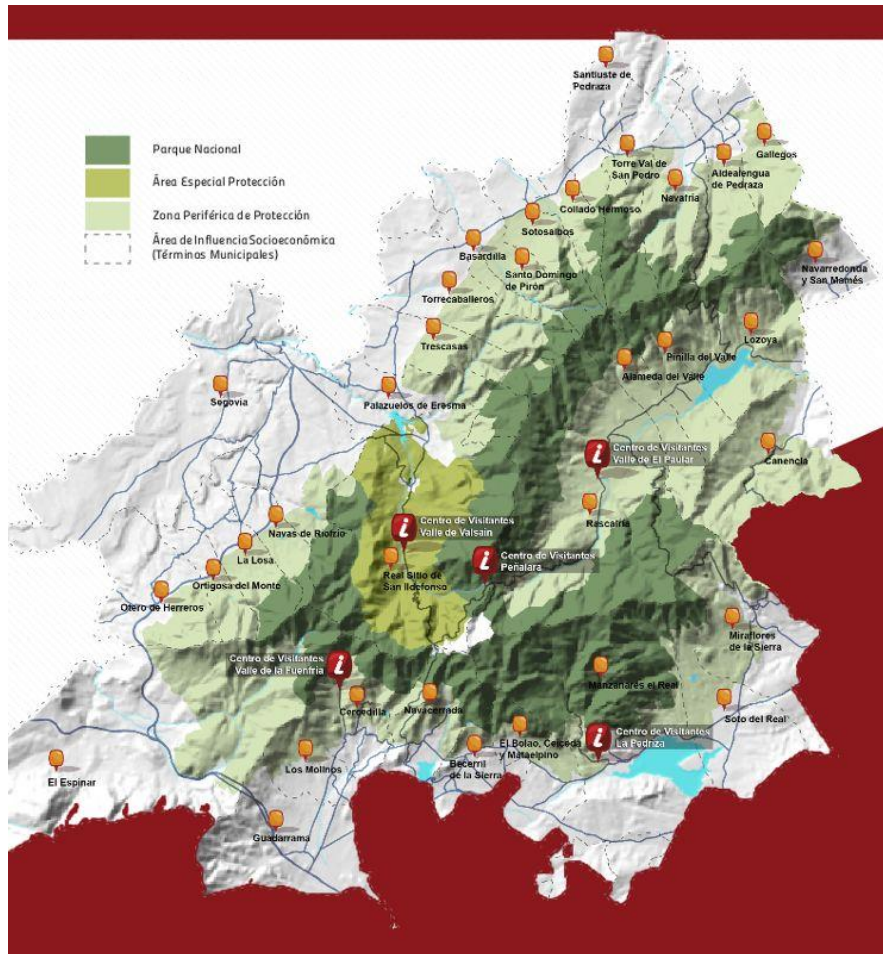 Santiuste de
Pedraza
Parque Nacional
Área Especial Protección
Zona Periférica de Protección
Área de Influencia Socioeconómica
(Términos Municipales)
Torre Val de
San Pedro
Gallegos
Aldealengua
de Pedraza
Navafría
Collado Hermoso
Sotosalbos
Basardilla
Santo Domingo
de Pirón
Navarredonda
y San Mamés
Torrecaballeros
Lozoya
Trescasas
Pinilla del Valle
Alameda del Valle
Segovia
Palazuelos de Eresma
Centro de Visitantes
Valle de El Paular
Canencia
Rascafría
Navas de Riofrío
Centro de Visitantes
Valle de Valsaín
La Losa
Centro de Visitantes
Peñalara
Real Sitio de
San Ildefonso
Ortigosa del Monte
Otero de Herreros
Miraflores
de la Sierra
Centro de Visitantes
Valle de la Fuenfría
Manzanares el Real
Cercedilla
Navacerrada
Soto del Real
Centro de Visitantes
La Pedriza
El Bolao, Cejceda
y Mataelpino
Los Molinos
Becerril
de la Sierra
El Espinar
Guadarrama